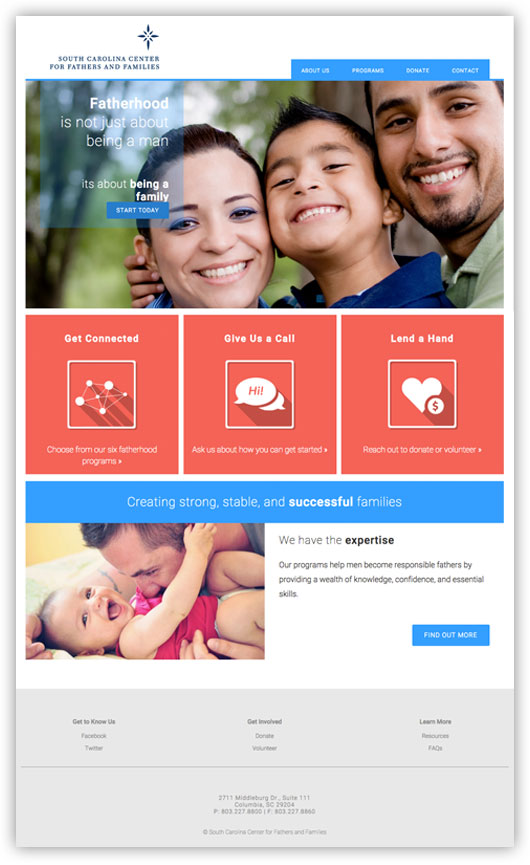 SOUTH CAROLINA CENTER
FOR FATHERS AND FAMILIES
ABOUT US PROGRAMS DONATE CONTACT
Fatherhood
is not just about
being a man
its about being a
family
START TODAY
Get Connected
Choose from our six fatherhood
programs »
Give Us a Call
Hi!
Ask us about how you can get started »
Lend a Hand
$
Reach out to donate or volunteer »
Creating strong, stable, and successful families
We have the expertise
Our programs help men become responsible fathers by
providing a wealth of knowledge, confidence, and essential
skills.
FIND OUT MORE
Get to Know Us
Facebook
Twitter
Get Involved
Donate
Volunteer
Learn More
Resources
FAQs
2711 Middleburg Dr., Suite 111
Columbia, SC 29204
P: 803.227.8800 | F: 803.227.8860
© South Carolina Center for Fathers and Families